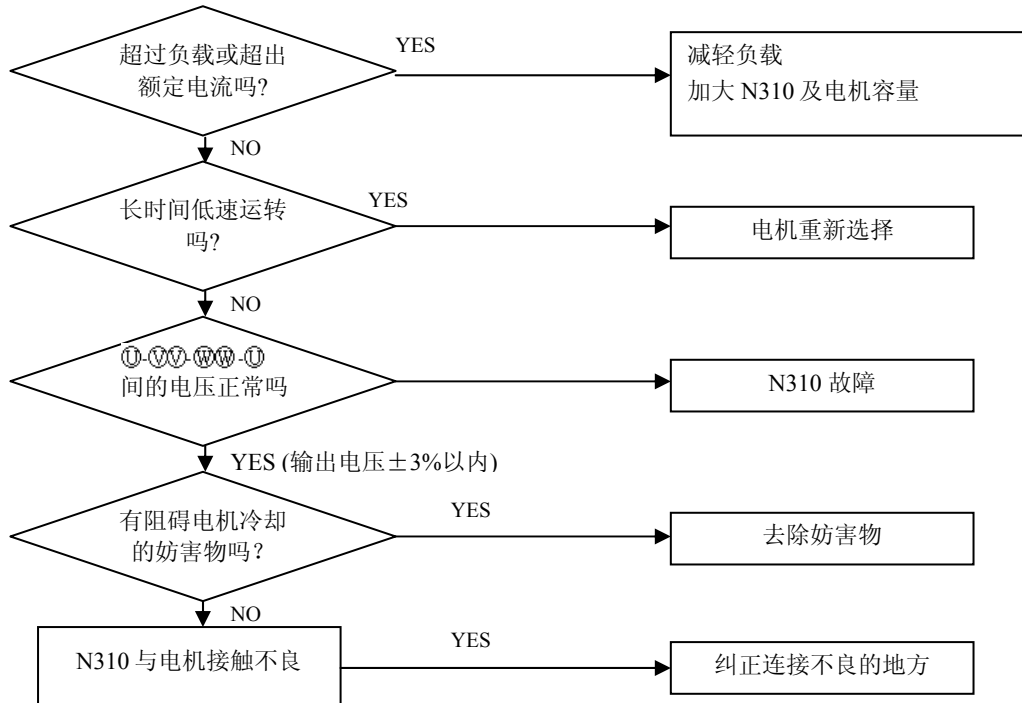 超过负载或超出
额定电流吗?
YES
减轻负载
加大 N310 及电机容量
NO
长时间低速运转
吗?
YES
电机重新选择
NO
Ⓤ-ⓋⓋ-ⓌⓌ-Ⓤ
间的电压正常吗
N310 故障
YES (输出电压±3%以内)
有阻碍电机冷却
的妨害物吗？
YES
去除妨害物
NO
N310 与电机接触不良
YES
纠正连接不良的地方